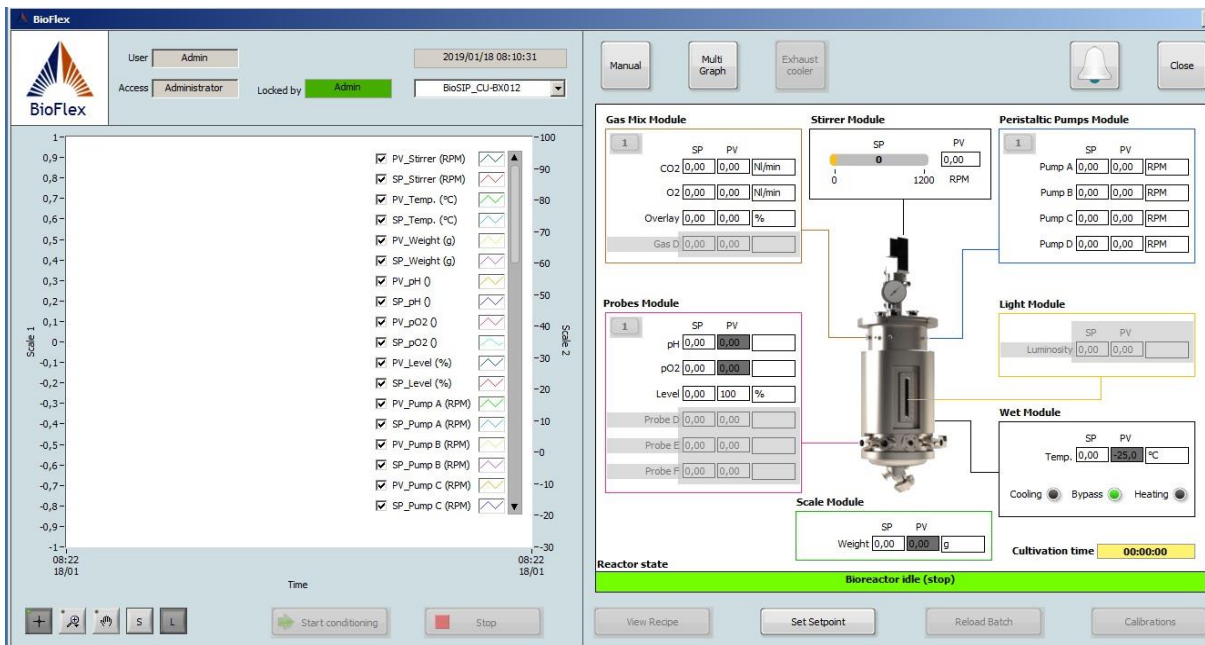 BioFlex
BioFlex
User Admin 2019/01/18 08:10:31
Access Administrator Locked by Admin BioSIP_CU-BX012
1 100
0,9 90
0,8 80
0,7 70
0,6 60
0,5 50
0,4 40
0,3 30
0,2 20
0,1 10
0 -0
-0,1 -10
-0,2 -20
-0,3 -30
-0,4
-0,5
-0,6
-0,7
-0,8
-0,9
-1
Scale 1
Scale 2
PV_Stirrer (RPM)
SP_Stirrer (RPM)
PV_Temp. (ºC)
SP_Temp. (ºC)
PV_Weight (g)
SP_Weight (g)
PV_pH ()
SP_pH ()
PV_pO2 ()
SP_pO2 ()
PV_Level (%)
SP_Level (%)
PV_Pump A (RPM)
SP_Pump A (RPM)
PV_Pump B (RPM)
SP_Pump B (RPM)
PV_Pump C (RPM)
SP_Pump C (RPM)
08:22 08:22
18/01 18/01
Time
S L Start conditioning Stop
Manual Multi Graph Exhaust cooler Close
Gas Mix Module
1
SP PV
CO2 0,00 0,00 Nl/min
O2 0,00 0,00 Nl/min
Overlay 0,00 0,00 %
Gas D 0,00 0,00
Stirrer Module
SP PV
0 0,00
0 1200 RPM
Peristaltic Pumps Module
1
SP PV
Pump A 0,00 0,00 RPM
Pump B 0,00 0,00 RPM
Pump C 0,00 0,00 RPM
Pump D 0,00 0,00 RPM
Probes Module
1
SP PV
pH 0,00 0,00
pO2 0,00 0,00
Level 0,00 100 %
Probe D 0,00 0,00
Probe E 0,00 0,00
Probe F 0,00 0,00
Light Module
SP PV
Luminosity 0,00 0,00
Wet Module
SP PV
Temp. 0,00 -25,0 ºC
Cooling Bypass Heating
Scale Module
SP PV
Weight 0,00 0,00 g
Cultivation time 00:00:00
Reactor state
Bioreactor idle (stop)
View Recipe Set Setpoint Reload Batch Calibrations